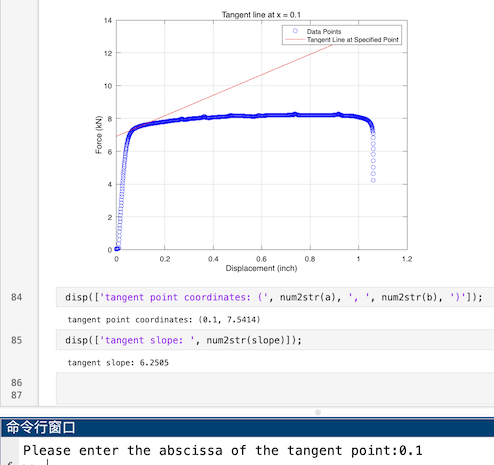 Tangent line at x = 0.1
14
12
10
8
6
4
2
0
Force (kN)
Data Points
Tangent Line at Specified Point
0 0.2 0.4 0.6 0.8 1 1.2
Displacement (inch)
84 disp(['tangent point coordinates: (', num2str(a), ', ', num2str(b), ')']);
tangent point coordinates: (0.1, 7.5414)
85 disp(['tangent slope: ', num2str(slope)]);
tangent slope: 6.2505
86
87
命令行窗口
Please enter the abscissa of the tangent point:0.1